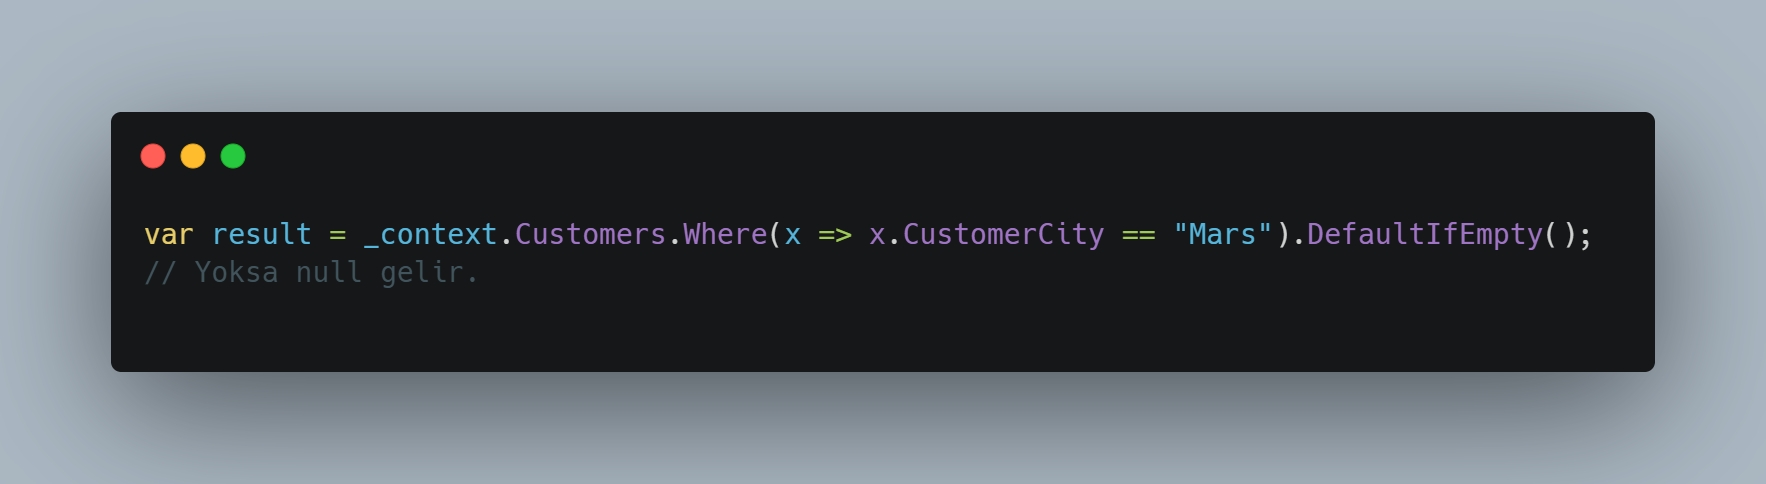 var result = _context.Customers.Where(x => x.CustomerCity == "Mars").DefaultIfEmpty();
// Yoksa null gelir.